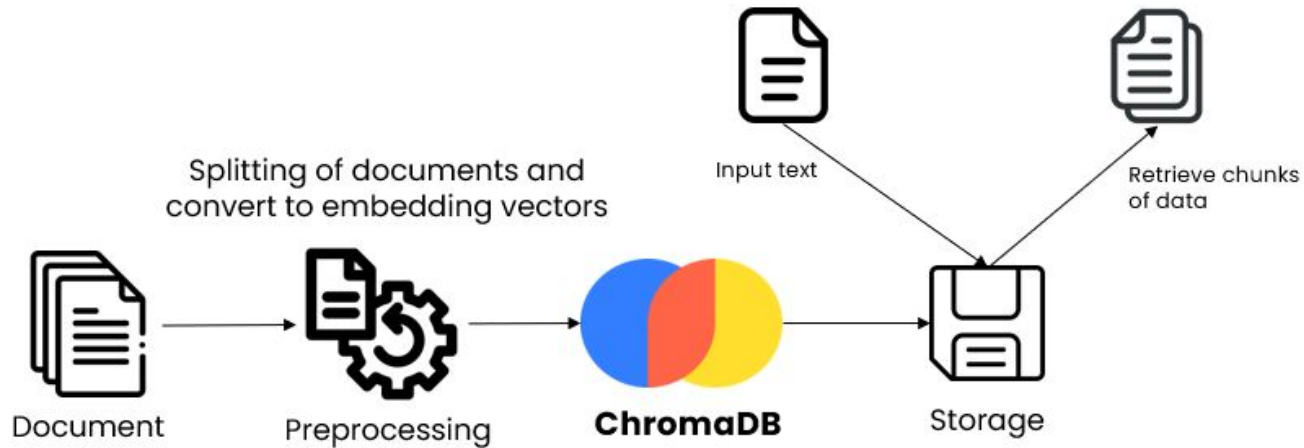 Input text
Retrieve chunks
of data
Splitting of documents and
convert to embedding vectors
Document
Preprocessing
ChromaDB
Storage